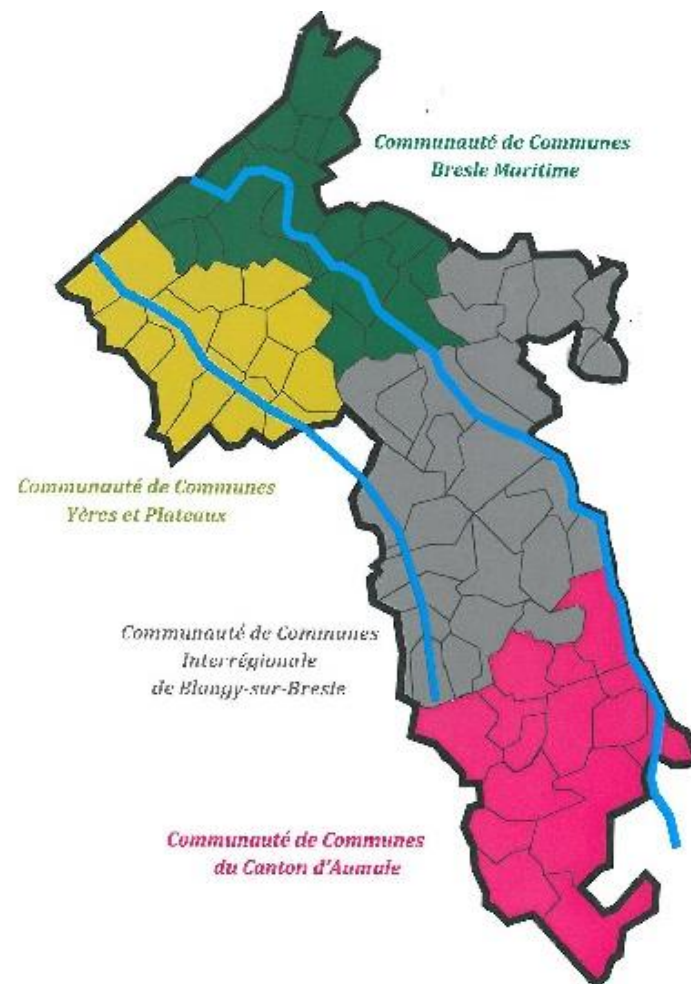 Communauté de Communes
Bresle Maritime
Communauté de Communes
Yères et Plateaux
Communauté de Communes
Interrégionale
de Blangy-sur-Bresle
Communauté de Communes
du Canton d'Aumale